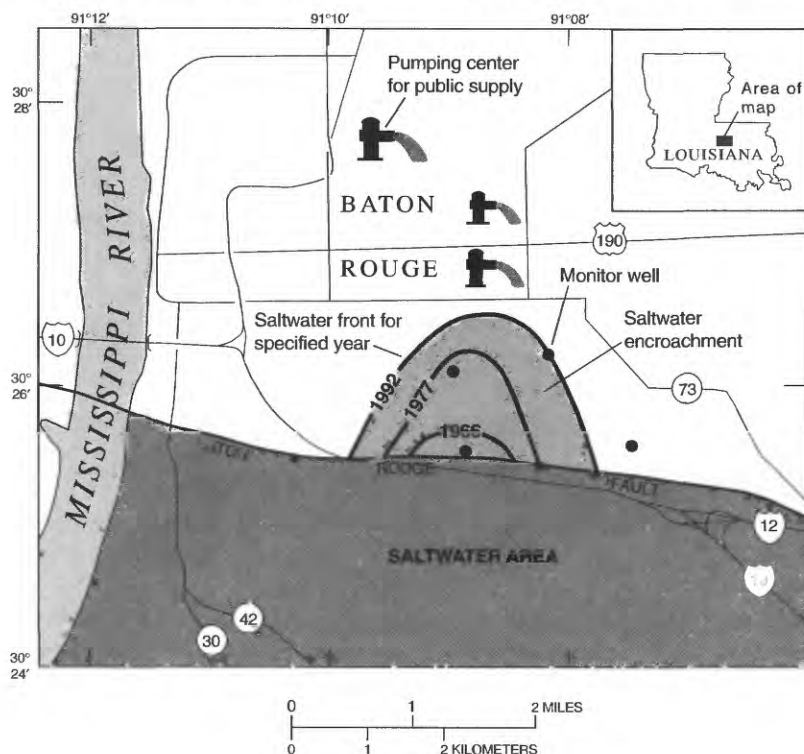 91°12'
91°10'
91°08'
30°
28'
Pumping center
for public supply
Area of
map
LOUISIANA
BATON
ROUGE
190
MISSISSIPPI RIVER
Monitor well
Saltwater front for
specified year
Saltwater
encroachment
10
30°
26'
1992
1977
1966
73
ROUGE
FAULT
12
SALTWATER AREA
42
30
30°
24'
0 1 2 MILES
0 1 2 KILOMETERS